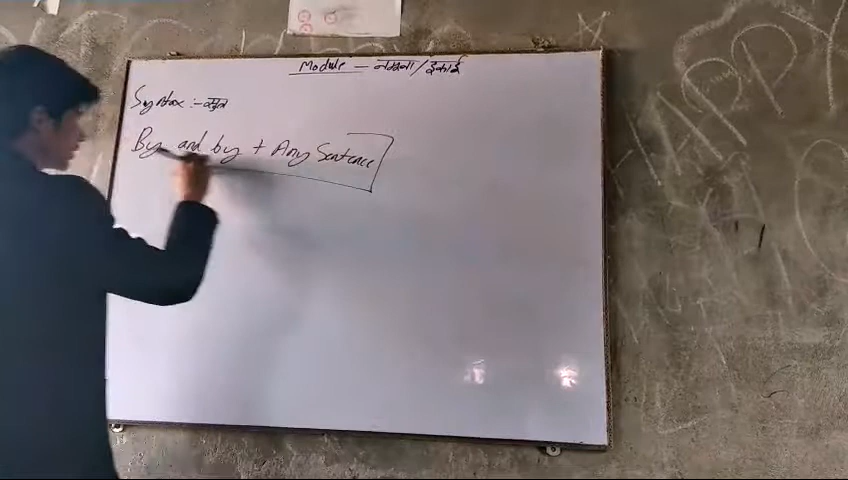 Module - नमूना/इकाई
Syntax :- सूत्र
By and by + Any Sentence